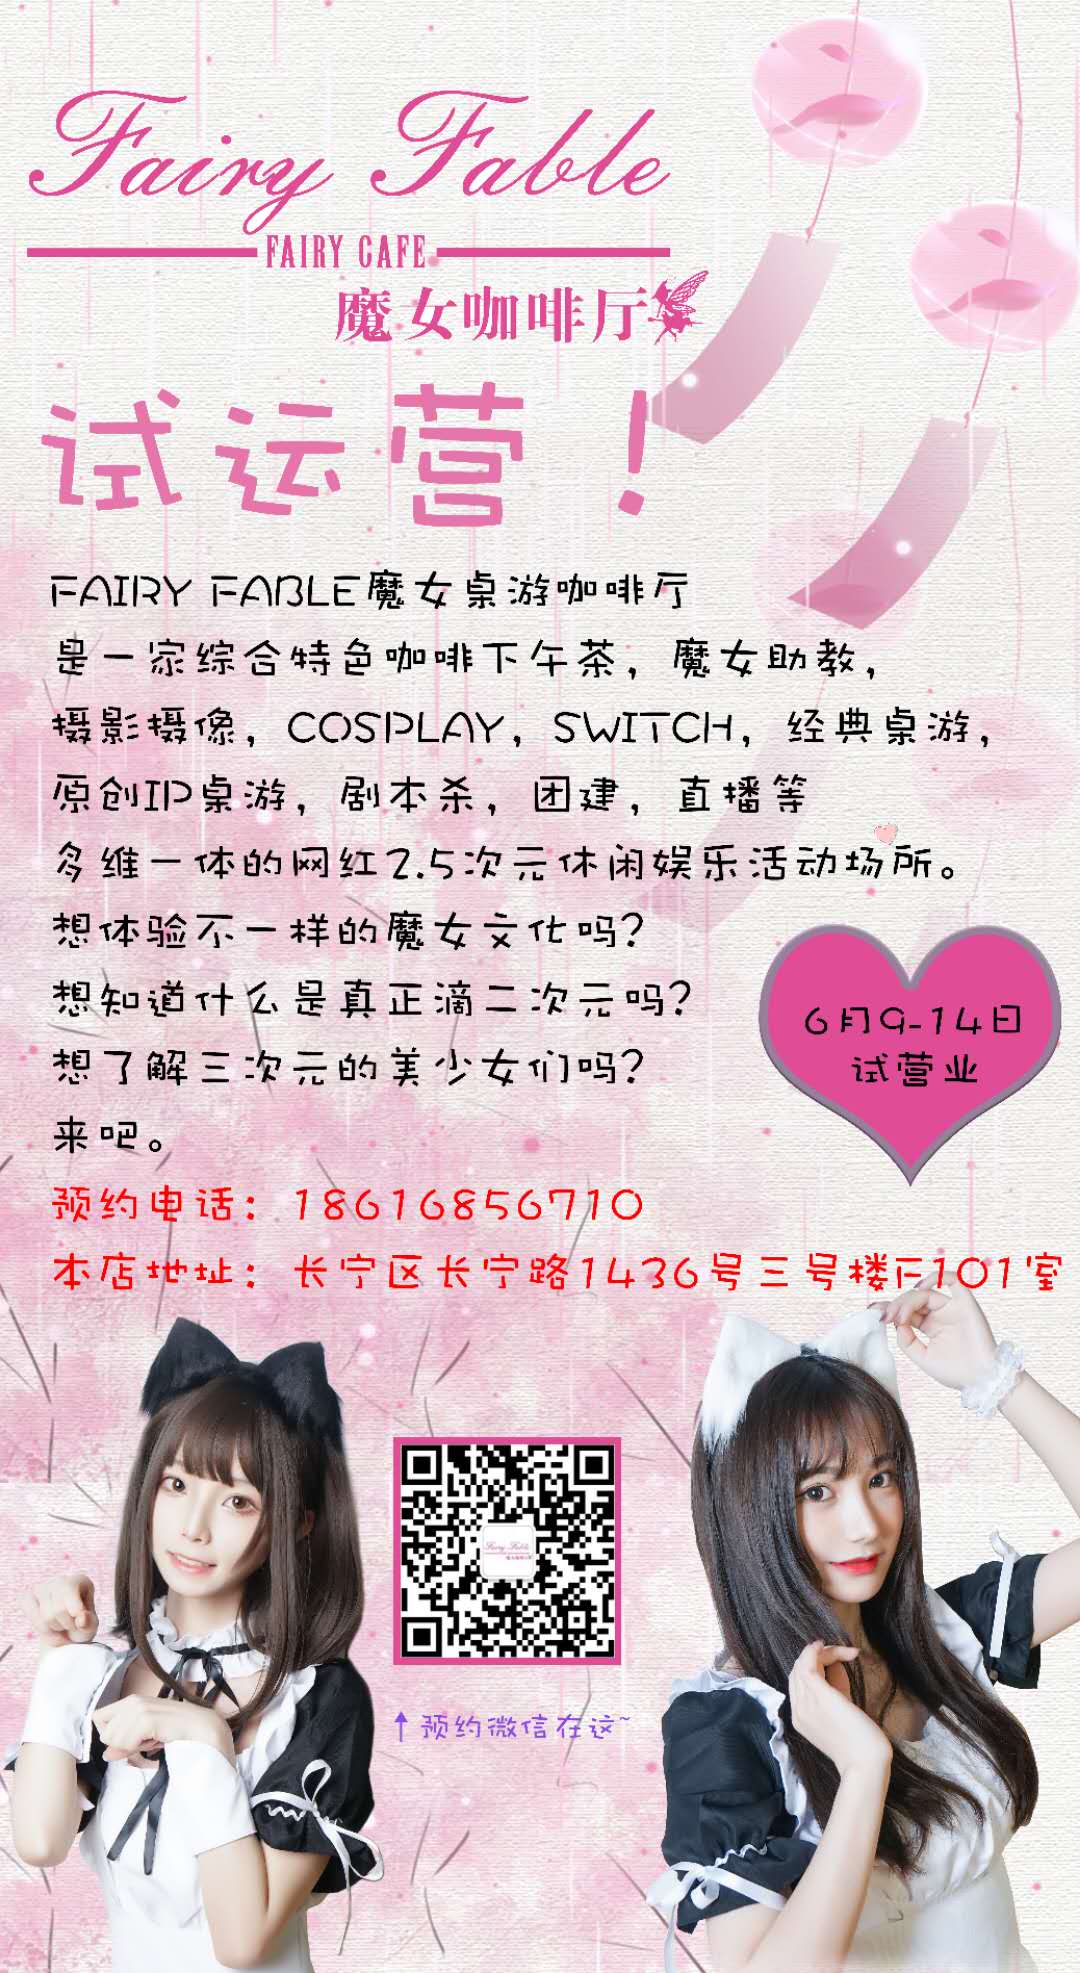 Fairy Fable
FAIRY CAFE
魔女咖啡厅
试运营！
FAIRY FABLE魔女桌游咖啡厅
是一家综合特色咖啡下午茶，魔女助教，
摄影摄像，COSPLAY，SWITCH，经典桌游，
原创IP桌游，剧本杀，团建，直播等
多维一体的网红2.5次元休闲娱乐活动场所。
想体验不一样的魔女文化吗？
想知道什么是真正滴二次元吗？
想了解三次元的美少女们吗？
来吧。
6月9-14日
试营业
预约电话：18616856710
本店地址：长宁区长宁路1436号三号楼F101室
Fairy Fable
↑预约微信在这~